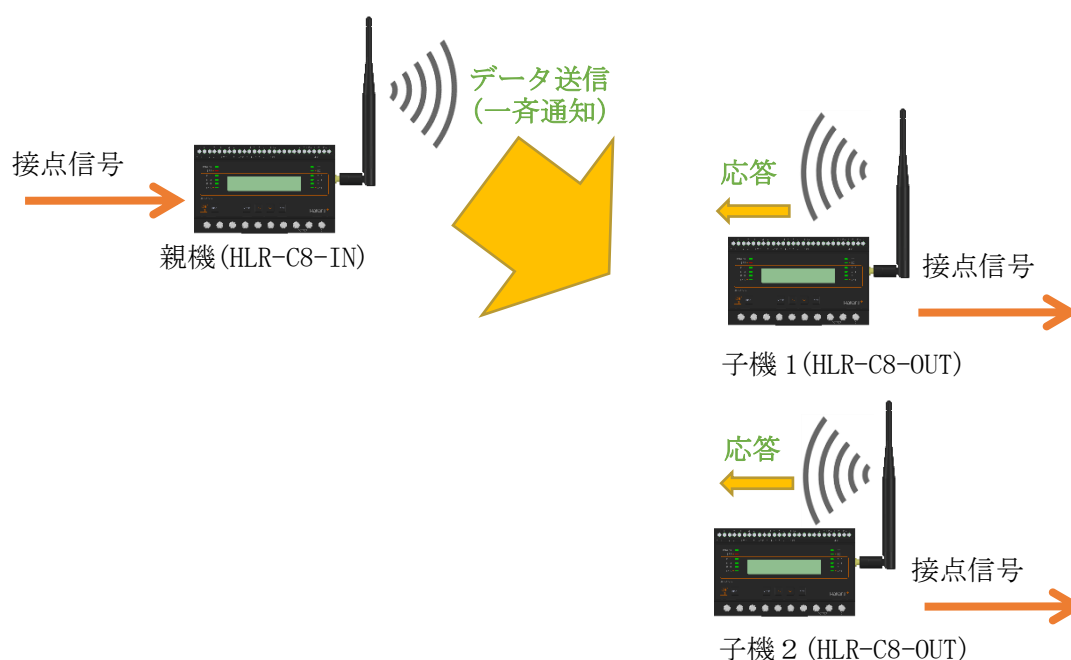 データ送信
(一斉通知)
接点信号
親機(HLR-C8-IN)
応答
接点信号
子機１(HLR-C8-OUT)
応答
接点信号
子機２(HLR-C8-OUT)